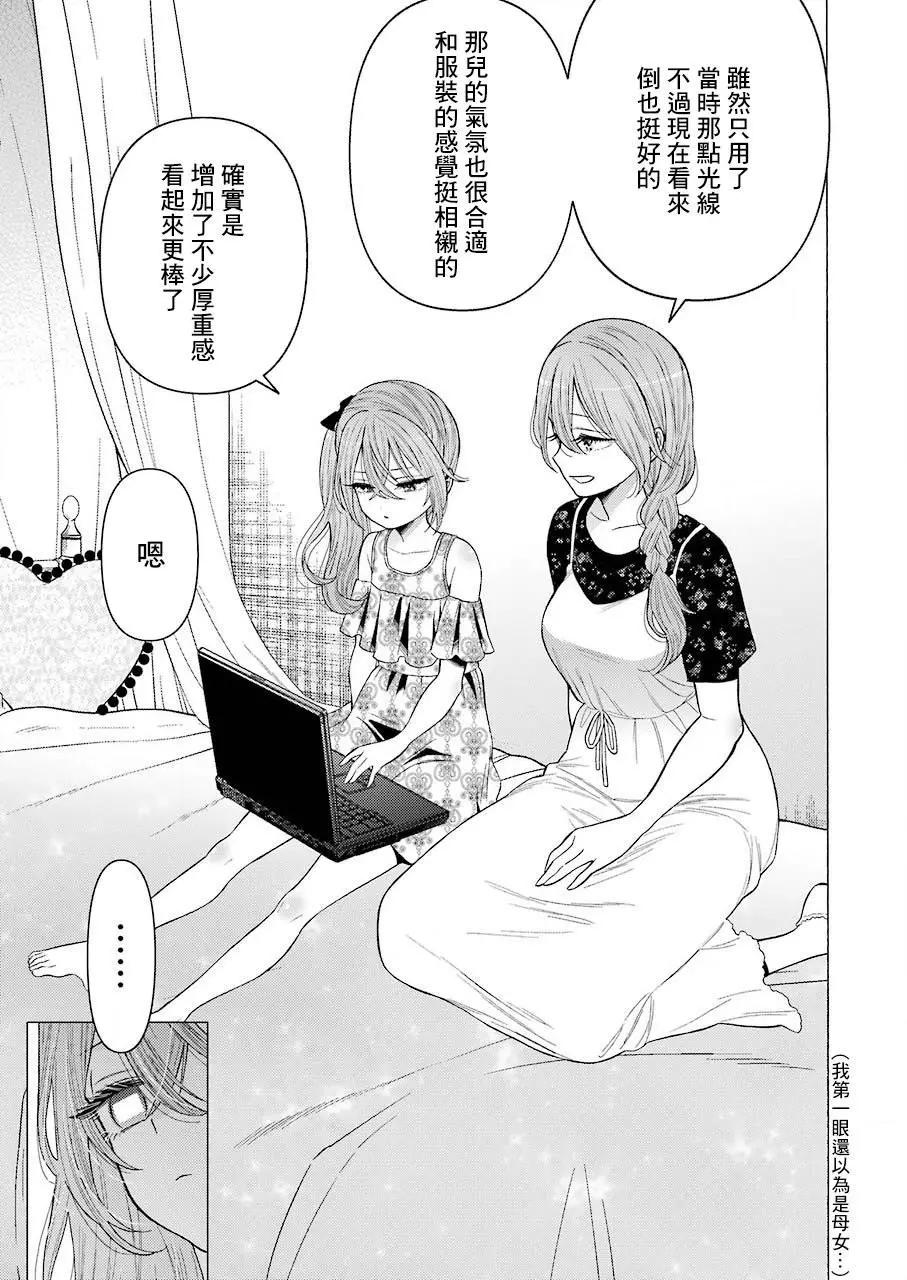 雖然只用了
當時那點光線
不過現在看來
倒也挺好的
那兒的氣氛也很合適
和服裝的感覺挺相襯的
確實是
增加了不少厚重感
看起來更棒了
嗯
……
（我第一眼還以為是母女…）